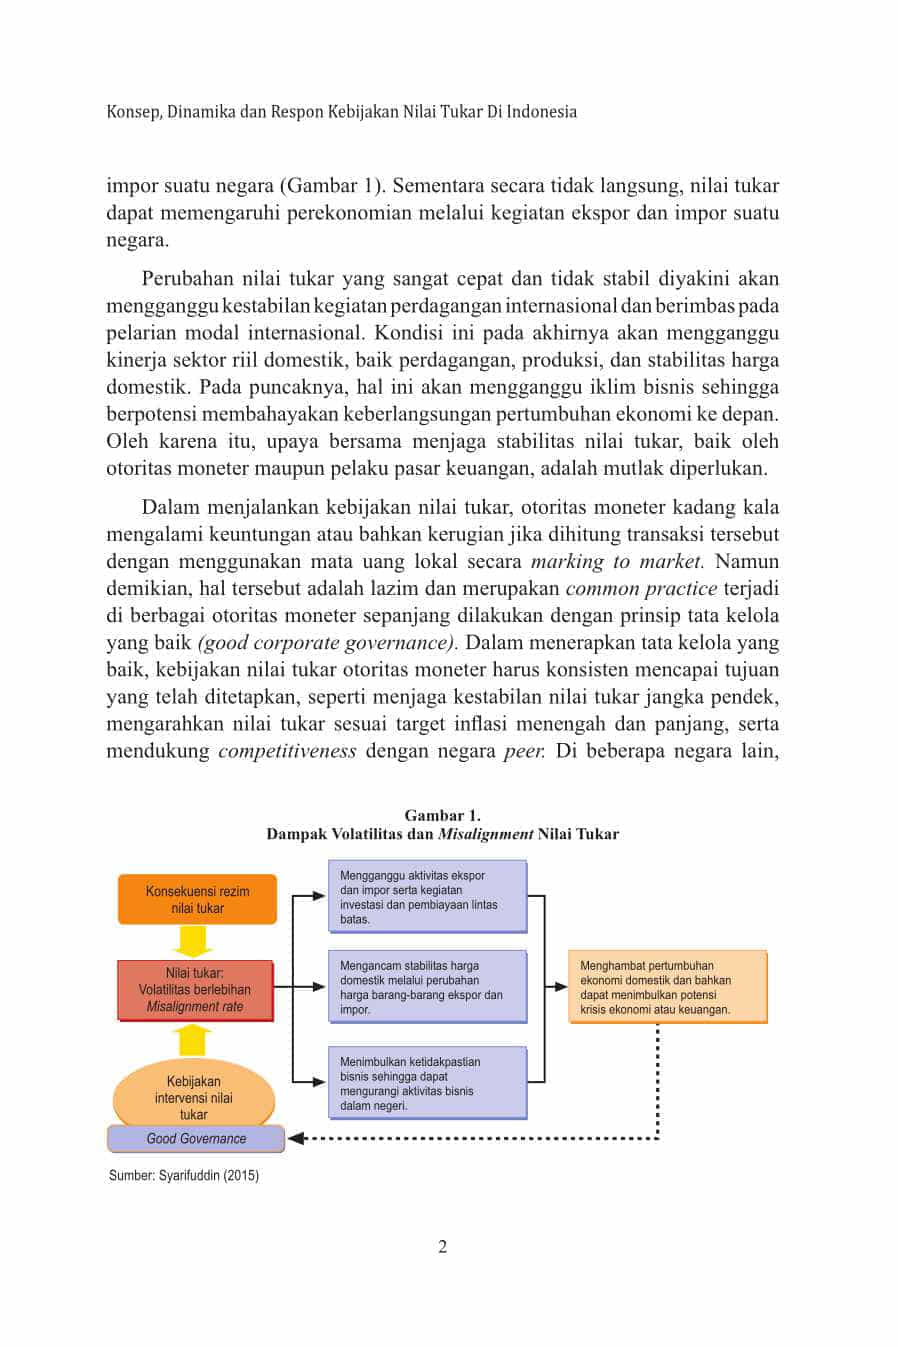 Konsep, Dinamika dan Respon Kebijakan Nilai Tukar Di Indonesia
impor suatu negara (Gambar 1). Sementara secara tidak langsung, nilai tukar
dapat memengaruhi perekonomian melalui kegiatan ekspor dan impor suatu
negara.
Perubahan nilai tukar yang sangat cepat dan tidak stabil diyakini akan
mengganggu kestabilan kegiatan perdagangan internasional dan berimbas pada
pelarian modal internasional. Kondisi ini pada akhirnya akan mengganggu
kinerja sektor riil domestik, baik perdagangan, produksi, dan stabilitas harga
domestik. Pada puncaknya, hal ini akan mengganggu iklim bisnis sehingga
berpotensi membahayakan keberlangsungan pertumbuhan ekonomi ke depan.
Oleh karena itu, upaya bersama menjaga stabilitas nilai tukar, baik oleh
otoritas moneter maupun pelaku pasar keuangan, adalah mutlak diperlukan.
Dalam menjalankan kebijakan nilai tukar, otoritas moneter kadang kala
mengalami keuntungan atau bahkan kerugian jika dihitung transaksi tersebut
dengan menggunakan mata uang lokal secara marking to market. Namun
demikian, hal tersebut adalah lazim dan merupakan common practice terjadi
di berbagai otoritas moneter sepanjang dilakukan dengan prinsip tata kelola
yang baik (good corporate governance). Dalam menerapkan tata kelola yang
baik, kebijakan nilai tukar otoritas moneter harus konsisten mencapai tujuan
yang telah ditetapkan, seperti menjaga kestabilan nilai tukar jangka pendek,
mengarahkan nilai tukar sesuai target inflasi menengah dan panjang, serta
mendukung competitiveness dengan negara peer. Di beberapa negara lain,
Gambar 1.
Dampak Volatilitas dan Misalignment Nilai Tukar
Konsekuensi rezim
nilai tukar
Nilai tukar:
Volatilitas berlebihan
Misalignment rate
Kebijakan
intervensi nilai
tukar
Good Governance
Mengganggu aktivitas ekspor
dan impor serta kegiatan
investasi dan pembiayaan lintas
batas.
Mengancam stabilitas harga
domestik melalui perubahan
harga barang-barang ekspor dan
impor.
Menimbulkan ketidakpastian
bisnis sehingga dapat
mengurangi aktivitas bisnis
dalam negeri.
Menghambat pertumbuhan
ekonomi domestik dan bahkan
dapat menimbulkan potensi
krisis ekonomi atau keuangan.
Sumber: Syarifuddin (2015)
2